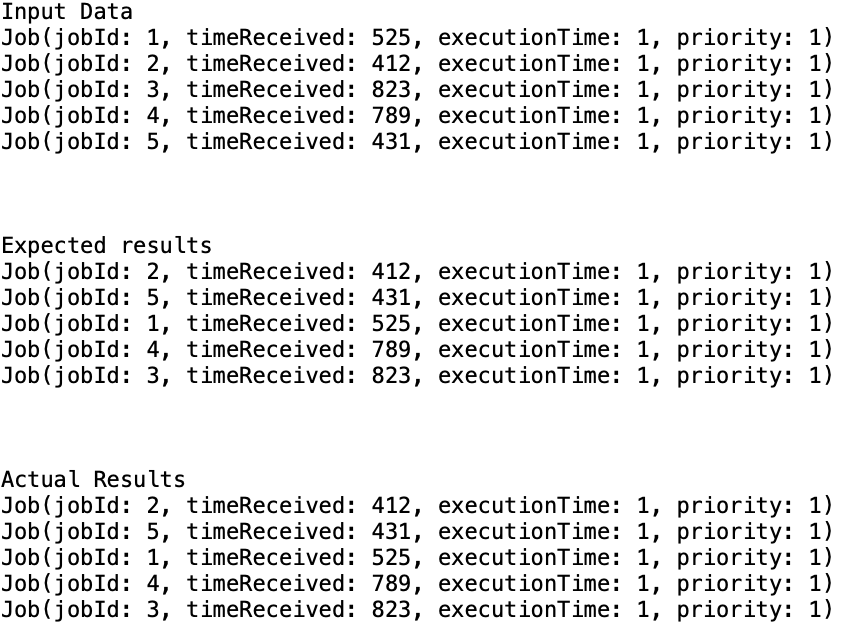 Input Data
Job(jobId: 1, timeReceived: 525, executionTime: 1, priority: 1)
Job(jobId: 2, timeReceived: 412, executionTime: 1, priority: 1)
Job(jobId: 3, timeReceived: 823, executionTime: 1, priority: 1)
Job(jobId: 4, timeReceived: 789, executionTime: 1, priority: 1)
Job(jobId: 5, timeReceived: 431, executionTime: 1, priority: 1)
Expected results
Job(jobId: 2, timeReceived: 412, executionTime: 1, priority: 1)
Job(jobId: 5, timeReceived: 431, executionTime: 1, priority: 1)
Job(jobId: 1, timeReceived: 525, executionTime: 1, priority: 1)
Job(jobId: 4, timeReceived: 789, executionTime: 1, priority: 1)
Job(jobId: 3, timeReceived: 823, executionTime: 1, priority: 1)
Actual Results
Job(jobId: 2, timeReceived: 412, executionTime: 1, priority: 1)
Job(jobId: 5, timeReceived: 431, executionTime: 1, priority: 1)
Job(jobId: 1, timeReceived: 525, executionTime: 1, priority: 1)
Job(jobId: 4, timeReceived: 789, executionTime: 1, priority: 1)
Job(jobId: 3, timeReceived: 823, executionTime: 1, priority: 1)